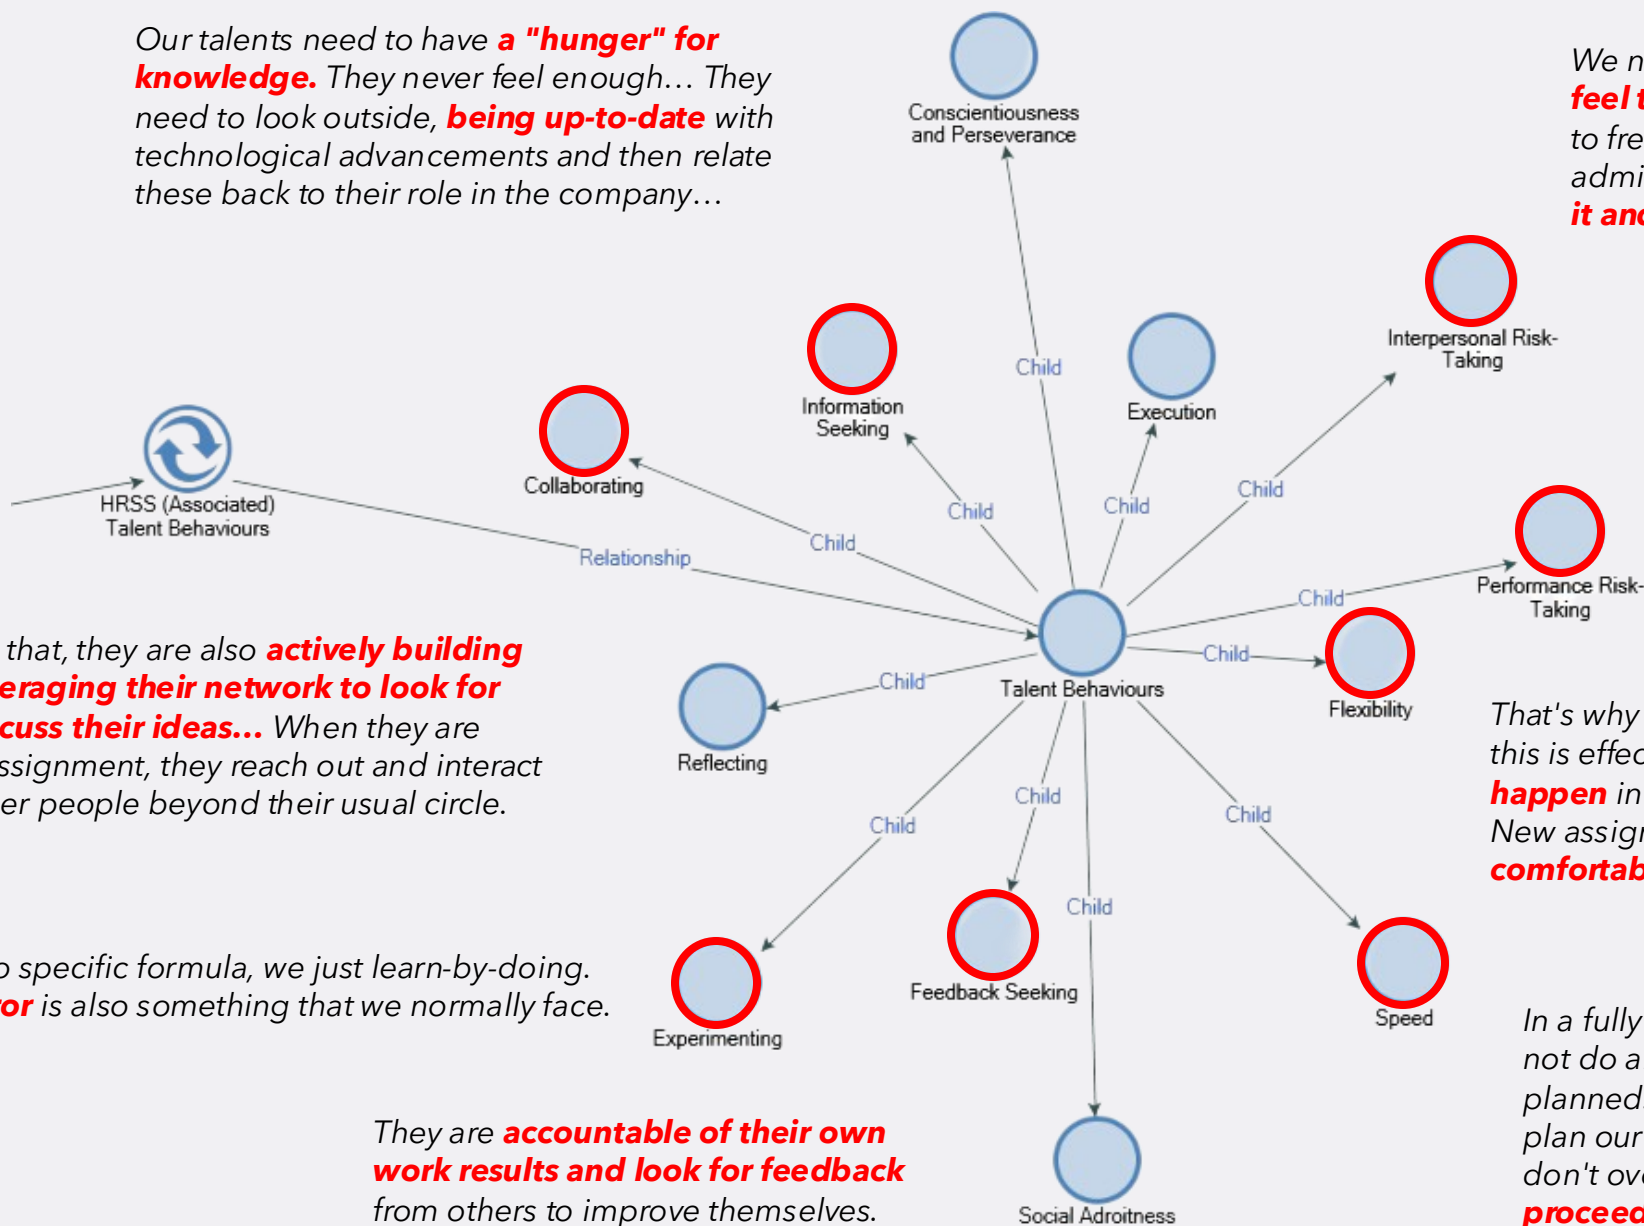 Our talents need to have a "hunger" for
knowledge. They never feel enough... They
need to look outside, being up-to-date with
technological advancements and then relate
these back to their role in the company...
We n
feel t
to fre
admi
it and
Conscientiousness
and Perseverance
Child
Interpersonal Risk-
Taking
Information
Seeking
Execution
Collaborating
HRSS (Associated)
Talent Behaviours
Child
Child
Child
Child
Relationship
Performance Risk-
Taking
Child
Child
Talent Behaviours
Flexibility
Child
Reflecting
that, they are also actively building
eraging their network to look for
cuss their ideas... When they are
ssignment, they reach out and interact
er people beyond their usual circle.
That's why
this is effec
happen in
New assign
comfortab
Child
Child
Child
Child
Feedback Seeking
Experimenting
Speed
o specific formula, we just learn-by-doing.
or is also something that we normally face.
In a fully
not do a
planned.
plan our
don't ove
proceed
They are accountable of their own
work results and look for feedback
from others to improve themselves.
Social Adroitness